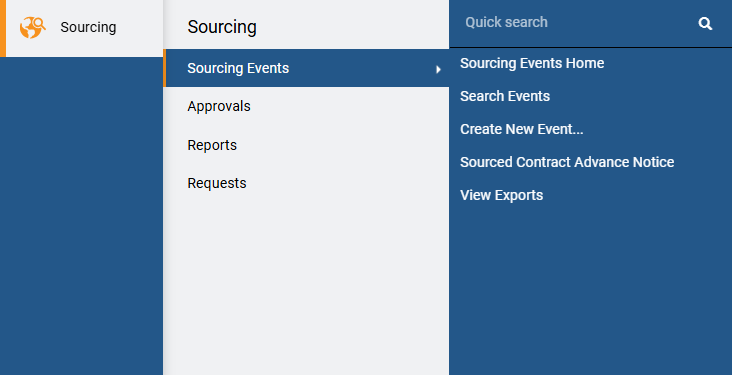 Sourcing
Sourcing
Sourcing Events
Approvals
Reports
Requests
Quick search
Sourcing Events Home
Search Events
Create New Event...
Sourced Contract Advance Notice
View Exports